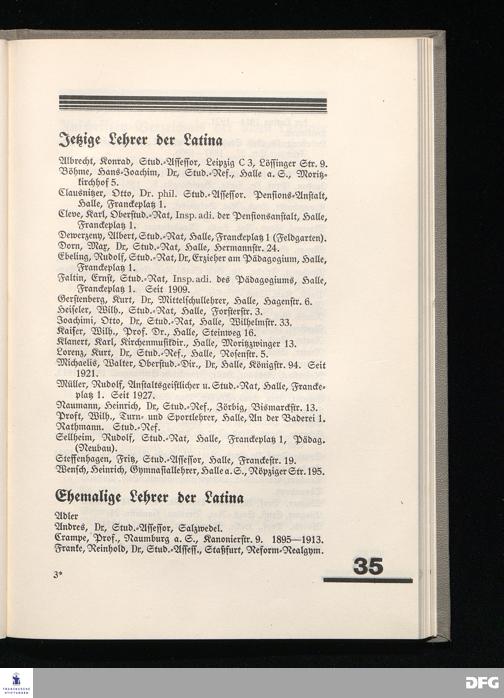 Jetzige Lehrer der Latina
Albrecht, Konrad, Stud.-Assessor, Leipzig C 3, Lößinger Str. 9.
Böhme, Hans-Joachim, Dr, Stud.-Ref., Halle a. S., Moritz-
kirchhof 5.
Clausnitzer, Otto, Dr. phil. Stud.-Assessor. Pensions-Anstalt,
Halle, Franckeplatz 1.
Cleve, Karl, Oberstud.-Rat, Insp. adi. der Pensionsanstalt, Halle,
Franckeplatz 1.
Dewerzeny, Albert, Stud.-Rat, Halle, Franckeplatz 1 (Feldgarten).
Dorn, Max, Dr, Stud.-Rat, Halle, Hermannstr. 24.
Ebeling, Rudolf, Stud.-Rat, Dr, Erzieher am Pädagogium, Halle,
Franckeplatz 1.
Faltin, Ernst, Stud.-Rat, Insp. adi. des Pädagogiums, Halle,
Franckeplatz 1. Seit 1909.
Gerstenberg, Kurt, Dr, Mittelschullehrer, Halle, Hagenstr. 6.
Heiseler, Wilh., Stud.-Rat, Halle, Forsterstr. 3.
Joachimi, Otto, Dr, Stud.-Rat, Halle, Wilhelmstr. 33.
Kaiser, Wilh., Prof. Dr., Halle, Steinweg 16.
Klanert, Karl, Kirchenmusikdir., Halle, Moritzzwinger 13.
Lorenz, Kurt, Dr, Stud.-Ref., Halle, Rosenstr. 5.
Michaelis, Walter, Oberstud.-Dir., Dr, Halle, Königstr. 94. Seit
1921.
Müller, Rudolf, Anstaltsgeistlicher u. Stud.-Rat, Halle, Francke-
platz 1. Seit 1927.
Naumann, Heinrich, Dr, Stud.-Ref., Zörbig, Bismarckstr. 13.
Proft, Wilh., Turn- und Sportlehrer, Halle, An der Baderei 1.
Rathmann. Stud.-Ref.
Sellheim, Rudolf, Stud.-Rat, Halle, Franckeplatz 1, Pädag.
(Neubau).
Steffenhagen, Fritz, Stud.-Assessor, Halle, Franckestr. 19.
Wensch, Heinrich, Gymnasiallehrer, Halle a. S., Röpziger Str. 195.
Ehemalige Lehrer der Latina
Adler
Andres, Dr, Stud.-Assessor, Salzwedel.
Crampe, Prof., Naumburg a. S., Kanonierstr. 9. 1895—1913.
Franke, Reinhold, Dr, Stud.-Assess., Staßfurt, Reform-Realgym.
35
3*
FRANCKESCHE
STIFTUNGEN
DFG